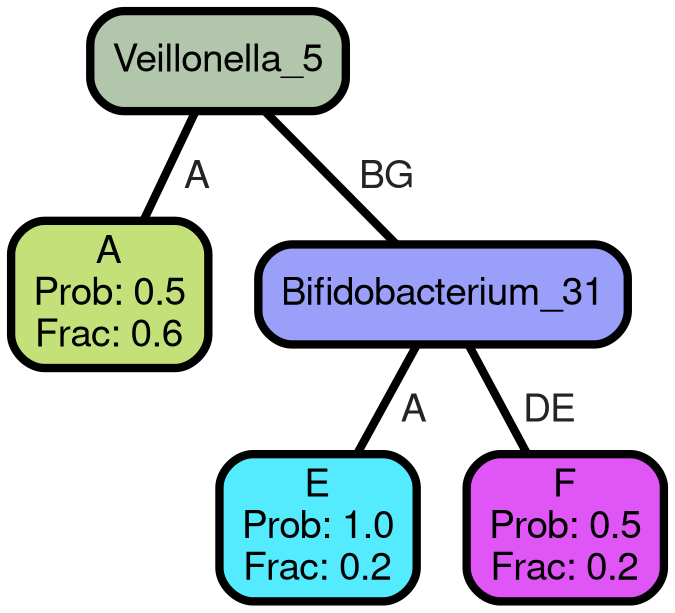 Veillonella_5
A
BG
A
Prob: 0.5
Frac: 0.6
Bifidobacterium_31
A
DE
E
Prob: 1.0
Frac: 0.2
F
Prob: 0.5
Frac: 0.2